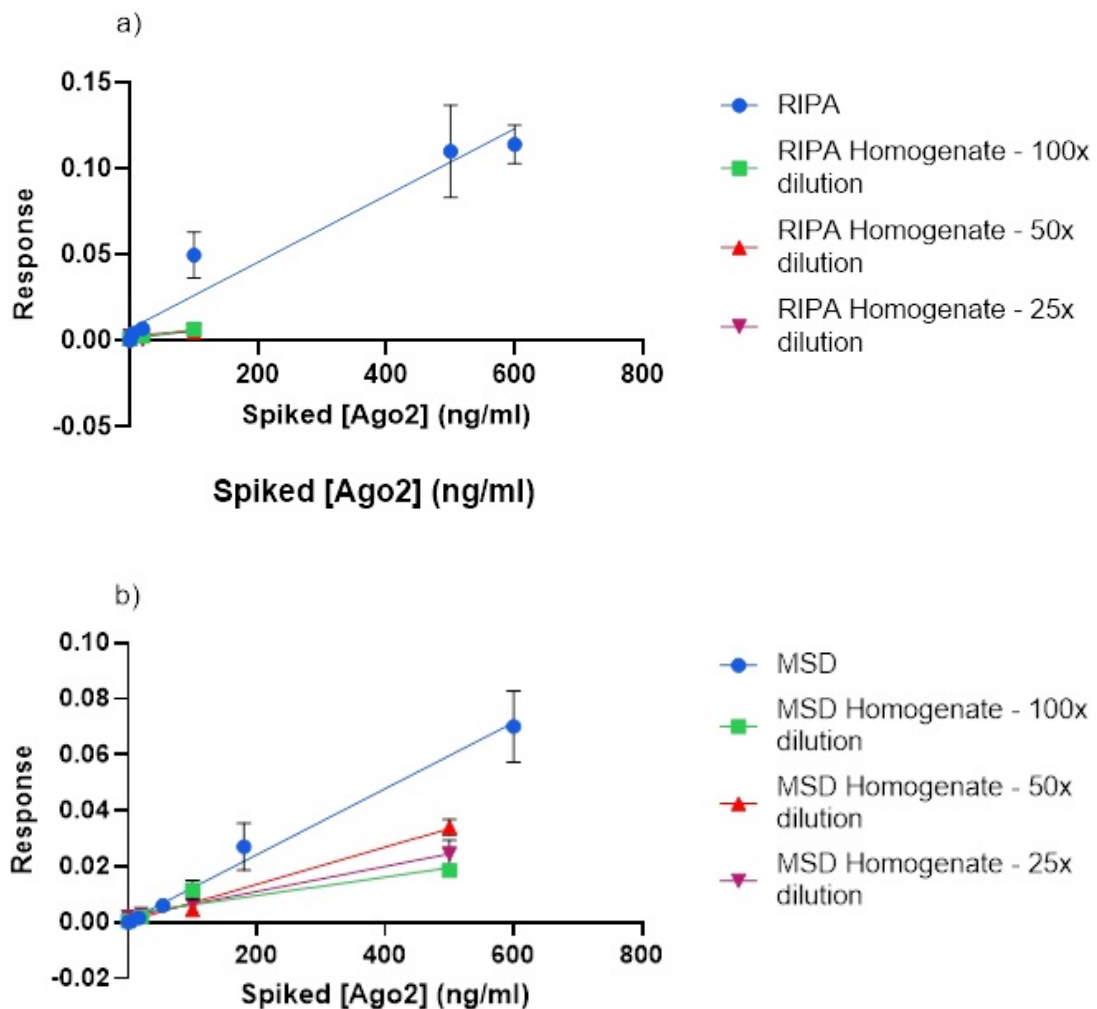 a)
0.15
0.10
0.05
0.00
-0.05
Response
200
400
600
800
Spiked [Ago2] (ng/ml)
RIPA
RIPA Homogenate - 100x
dilution
RIPA Homogenate - 50x
dilution
RIPA Homogenate - 25x
dilution
Spiked [Ago2] (ng/ml)
b)
0.10
0.08
0.06
0.04
0.02
0.00
-0.02
Response
200
400
600
800
Spiked [Ago2] (ng/ml)
MSD
MSD Homogenate - 100x
dilution
MSD Homogenate - 50x
dilution
MSD Homogenate - 25x
dilution